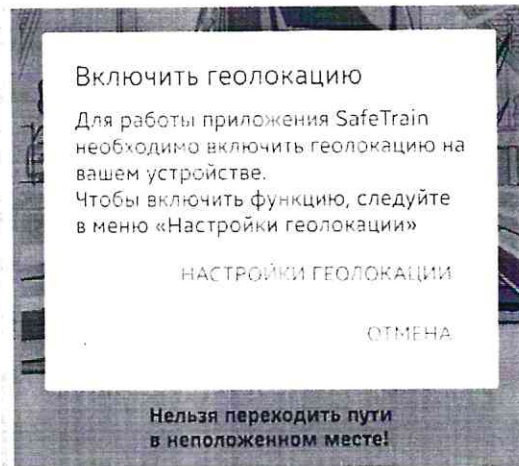 Включить геолокацию
Для работы приложения SafeTrain
необходимо включить геолокацию на
вашем устройстве.
Чтобы включить функцию, следуйте
в меню «Настройки геолокации»
НАСТРОЙКИ ГЕОЛОКАЦИИ
ОТМЕНА
Нельзя переходить пути
в неположенном месте!